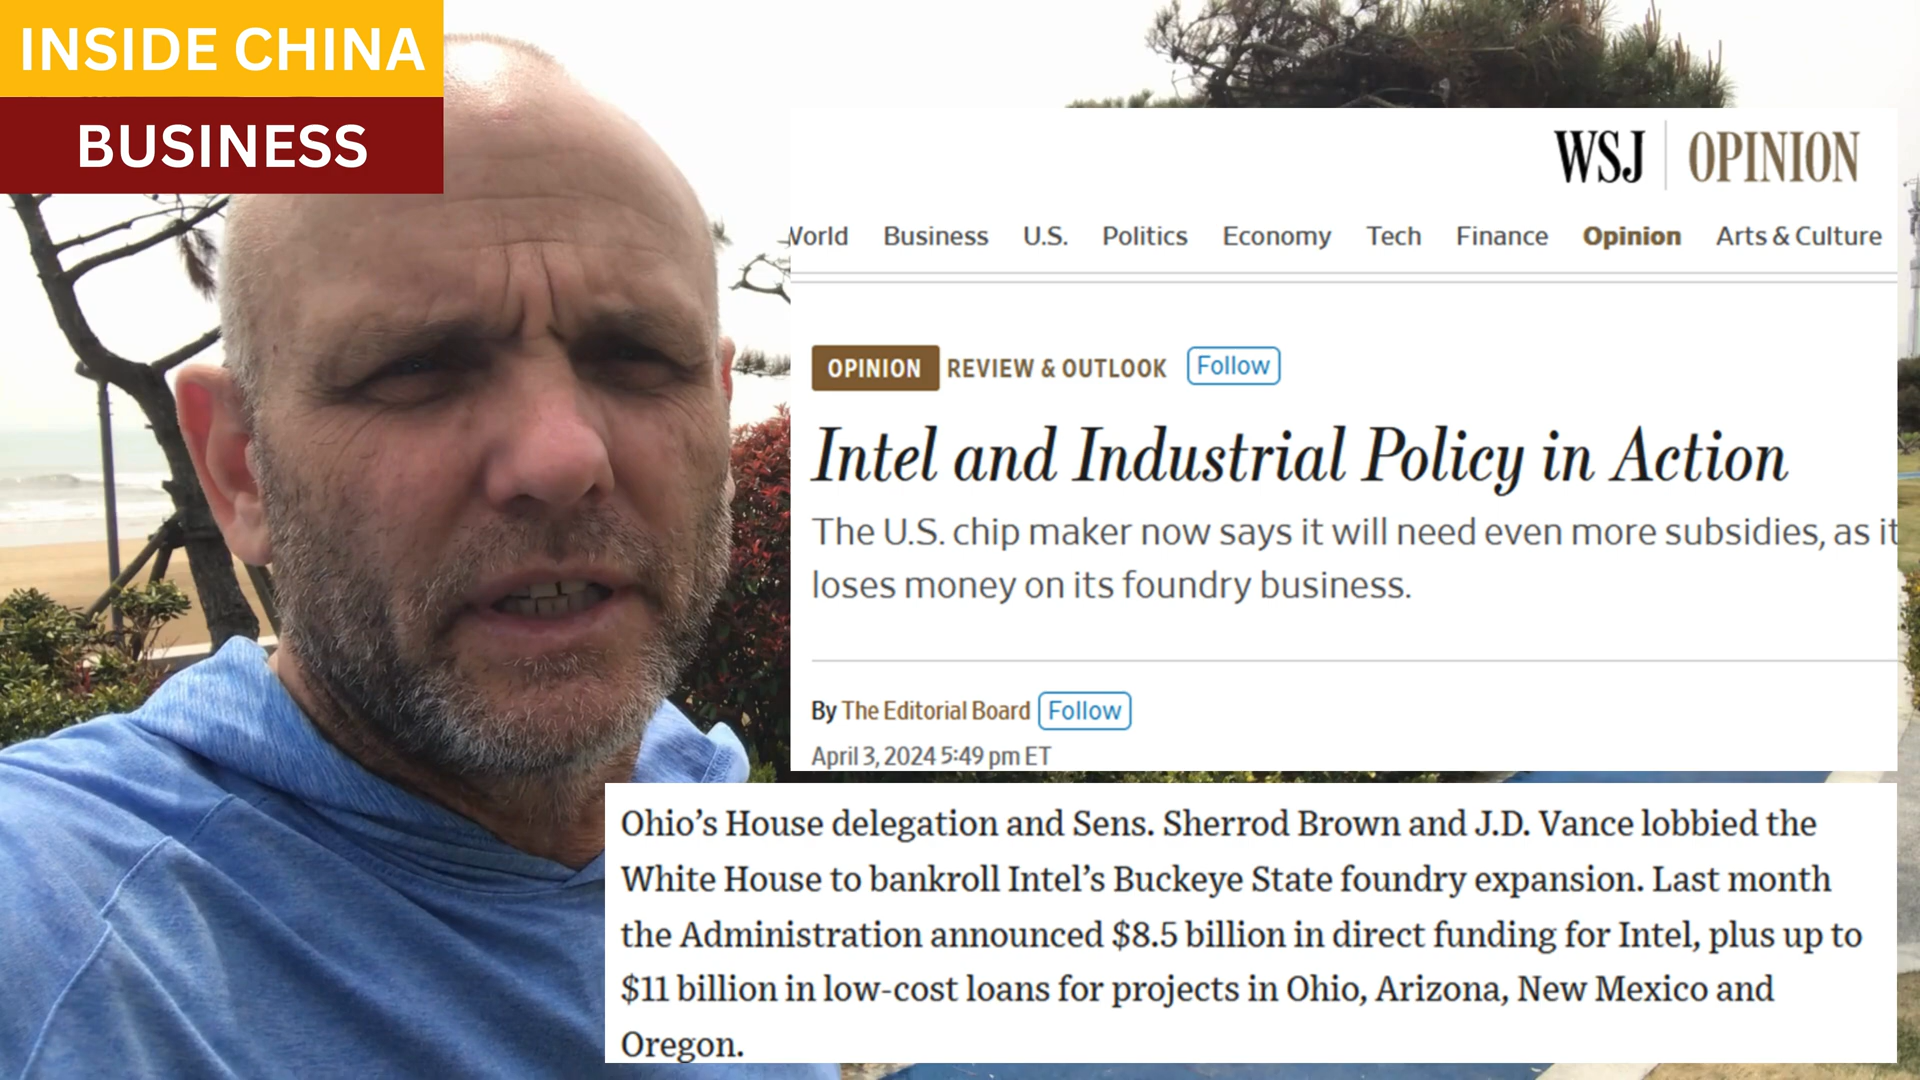 INSIDE CHINA
BUSINESS
WSJ | OPINION
World Business U.S. Politics Economy Tech Finance Opinion Arts & Culture
OPINION REVIEW & OUTLOOK Follow
Intel and Industrial Policy in Action
The U.S. chip maker now says it will need even more subsidies, as it
loses money on its foundry business.
By The Editorial Board Follow
April 3, 2024 5:49 pm ET
Ohio’s House delegation and Sens. Sherrod Brown and J.D. Vance lobbied the
White House to bankroll Intel’s Buckeye State foundry expansion. Last month
the Administration announced $8.5 billion in direct funding for Intel, plus up to
$11 billion in low-cost loans for projects in Ohio, Arizona, New Mexico and
Oregon.